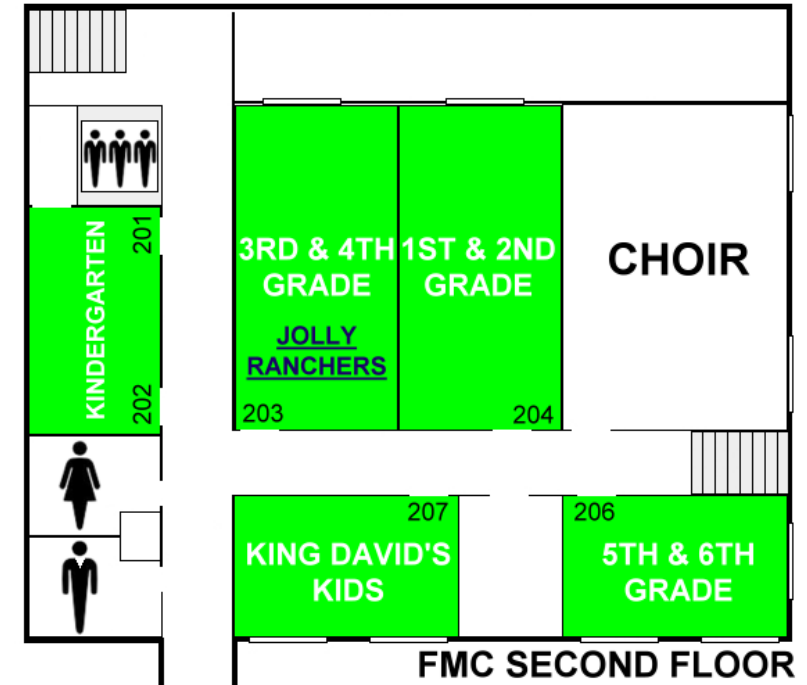 201
KINDERGARTEN
202
3RD & 4TH
GRADE
JOLLY
RANCHERS
203
1ST & 2ND
GRADE
204
CHOIR
207
KING DAVID'S
KIDS
206
5TH & 6TH
GRADE
FMC SECOND FLOOR